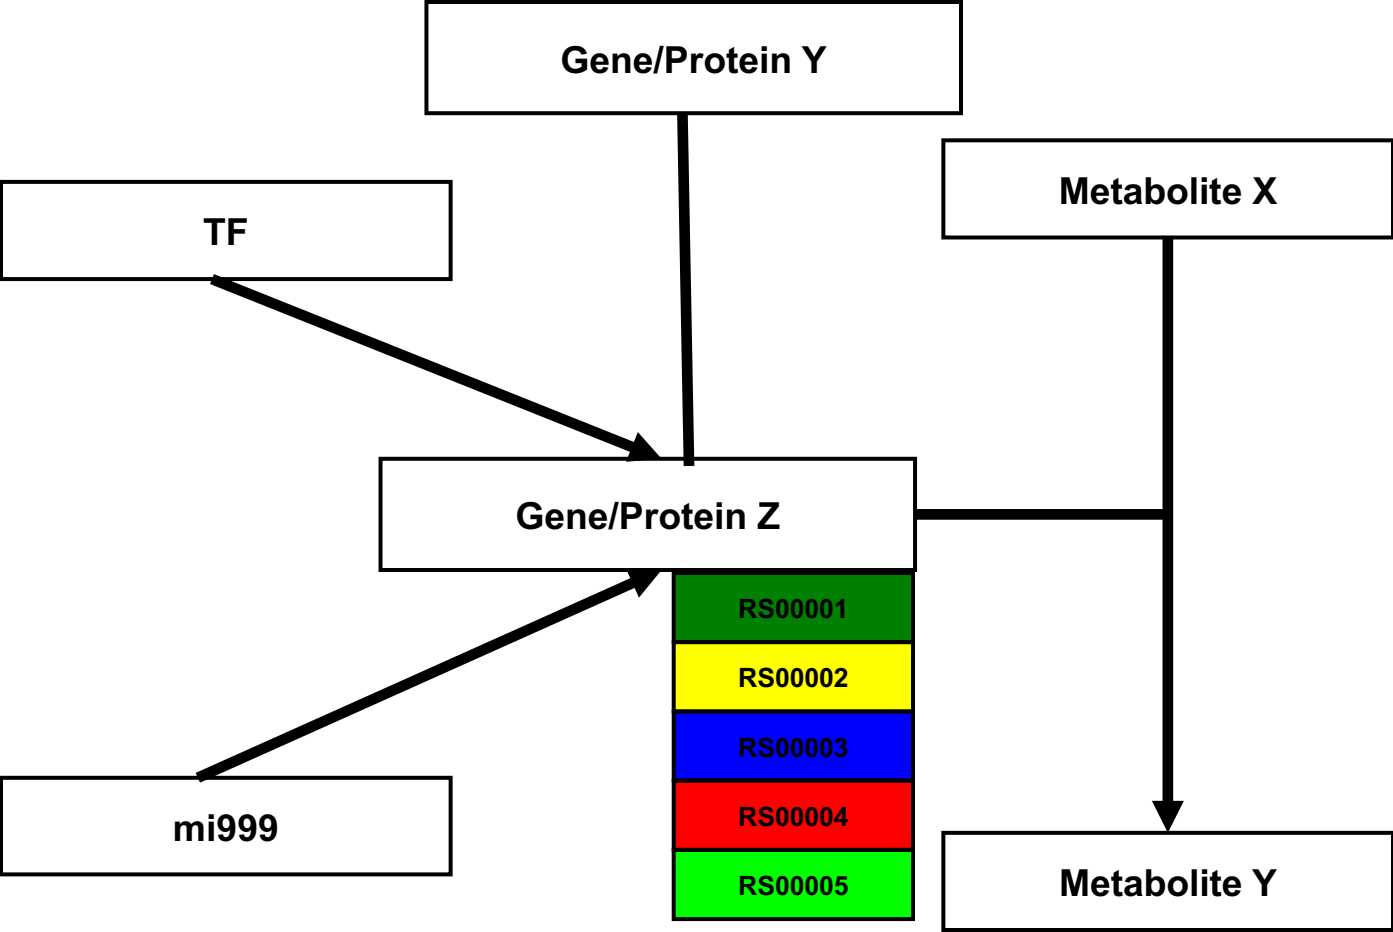 Gene/Protein Y
Metabolite X
TF
Gene/Protein Z
RS00001
RS00002
RS00003
RS00004
RS00005
mi999
Metabolite Y